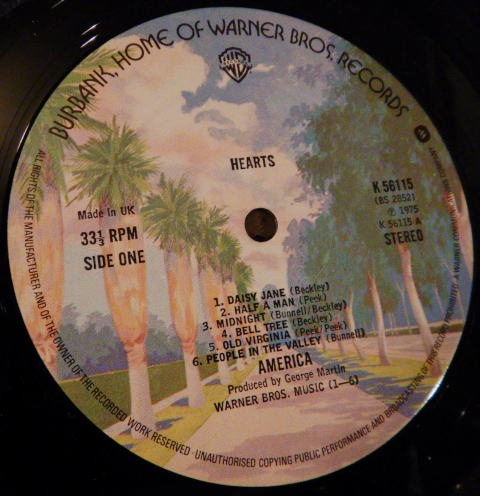 BURBANK, HOME OF WARNER BROS. RECORDS
HEARTS
K 56115
(BS 2852)
Ⓟ 1975
K 56115 A
STEREO
Made in UK
33⅓ RPM
SIDE ONE
1. DAISY JANE (Beckley)
2. HALF A MAN (Peek)
3. MIDNIGHT (Bunnell/Beckley)
4. BELL TREE (Beckley)
5. OLD VIRGINIA (Peek/Peek)
6. PEOPLE IN THE VALLEY (Bunnell)
AMERICA
Produced by George Martin
WARNER BROS. MUSIC (1—6)
ALL RIGHTS OF THE MANUFACTURER AND OF THE OWNER OF THE RECORDED WORK RESERVED · UNAUTHORISED COPYING PUBLIC PERFORMANCE AND BROADCASTING OF THIS RECORD PROHIBITED. A WARNER COMMUNICATIONS COMPANY